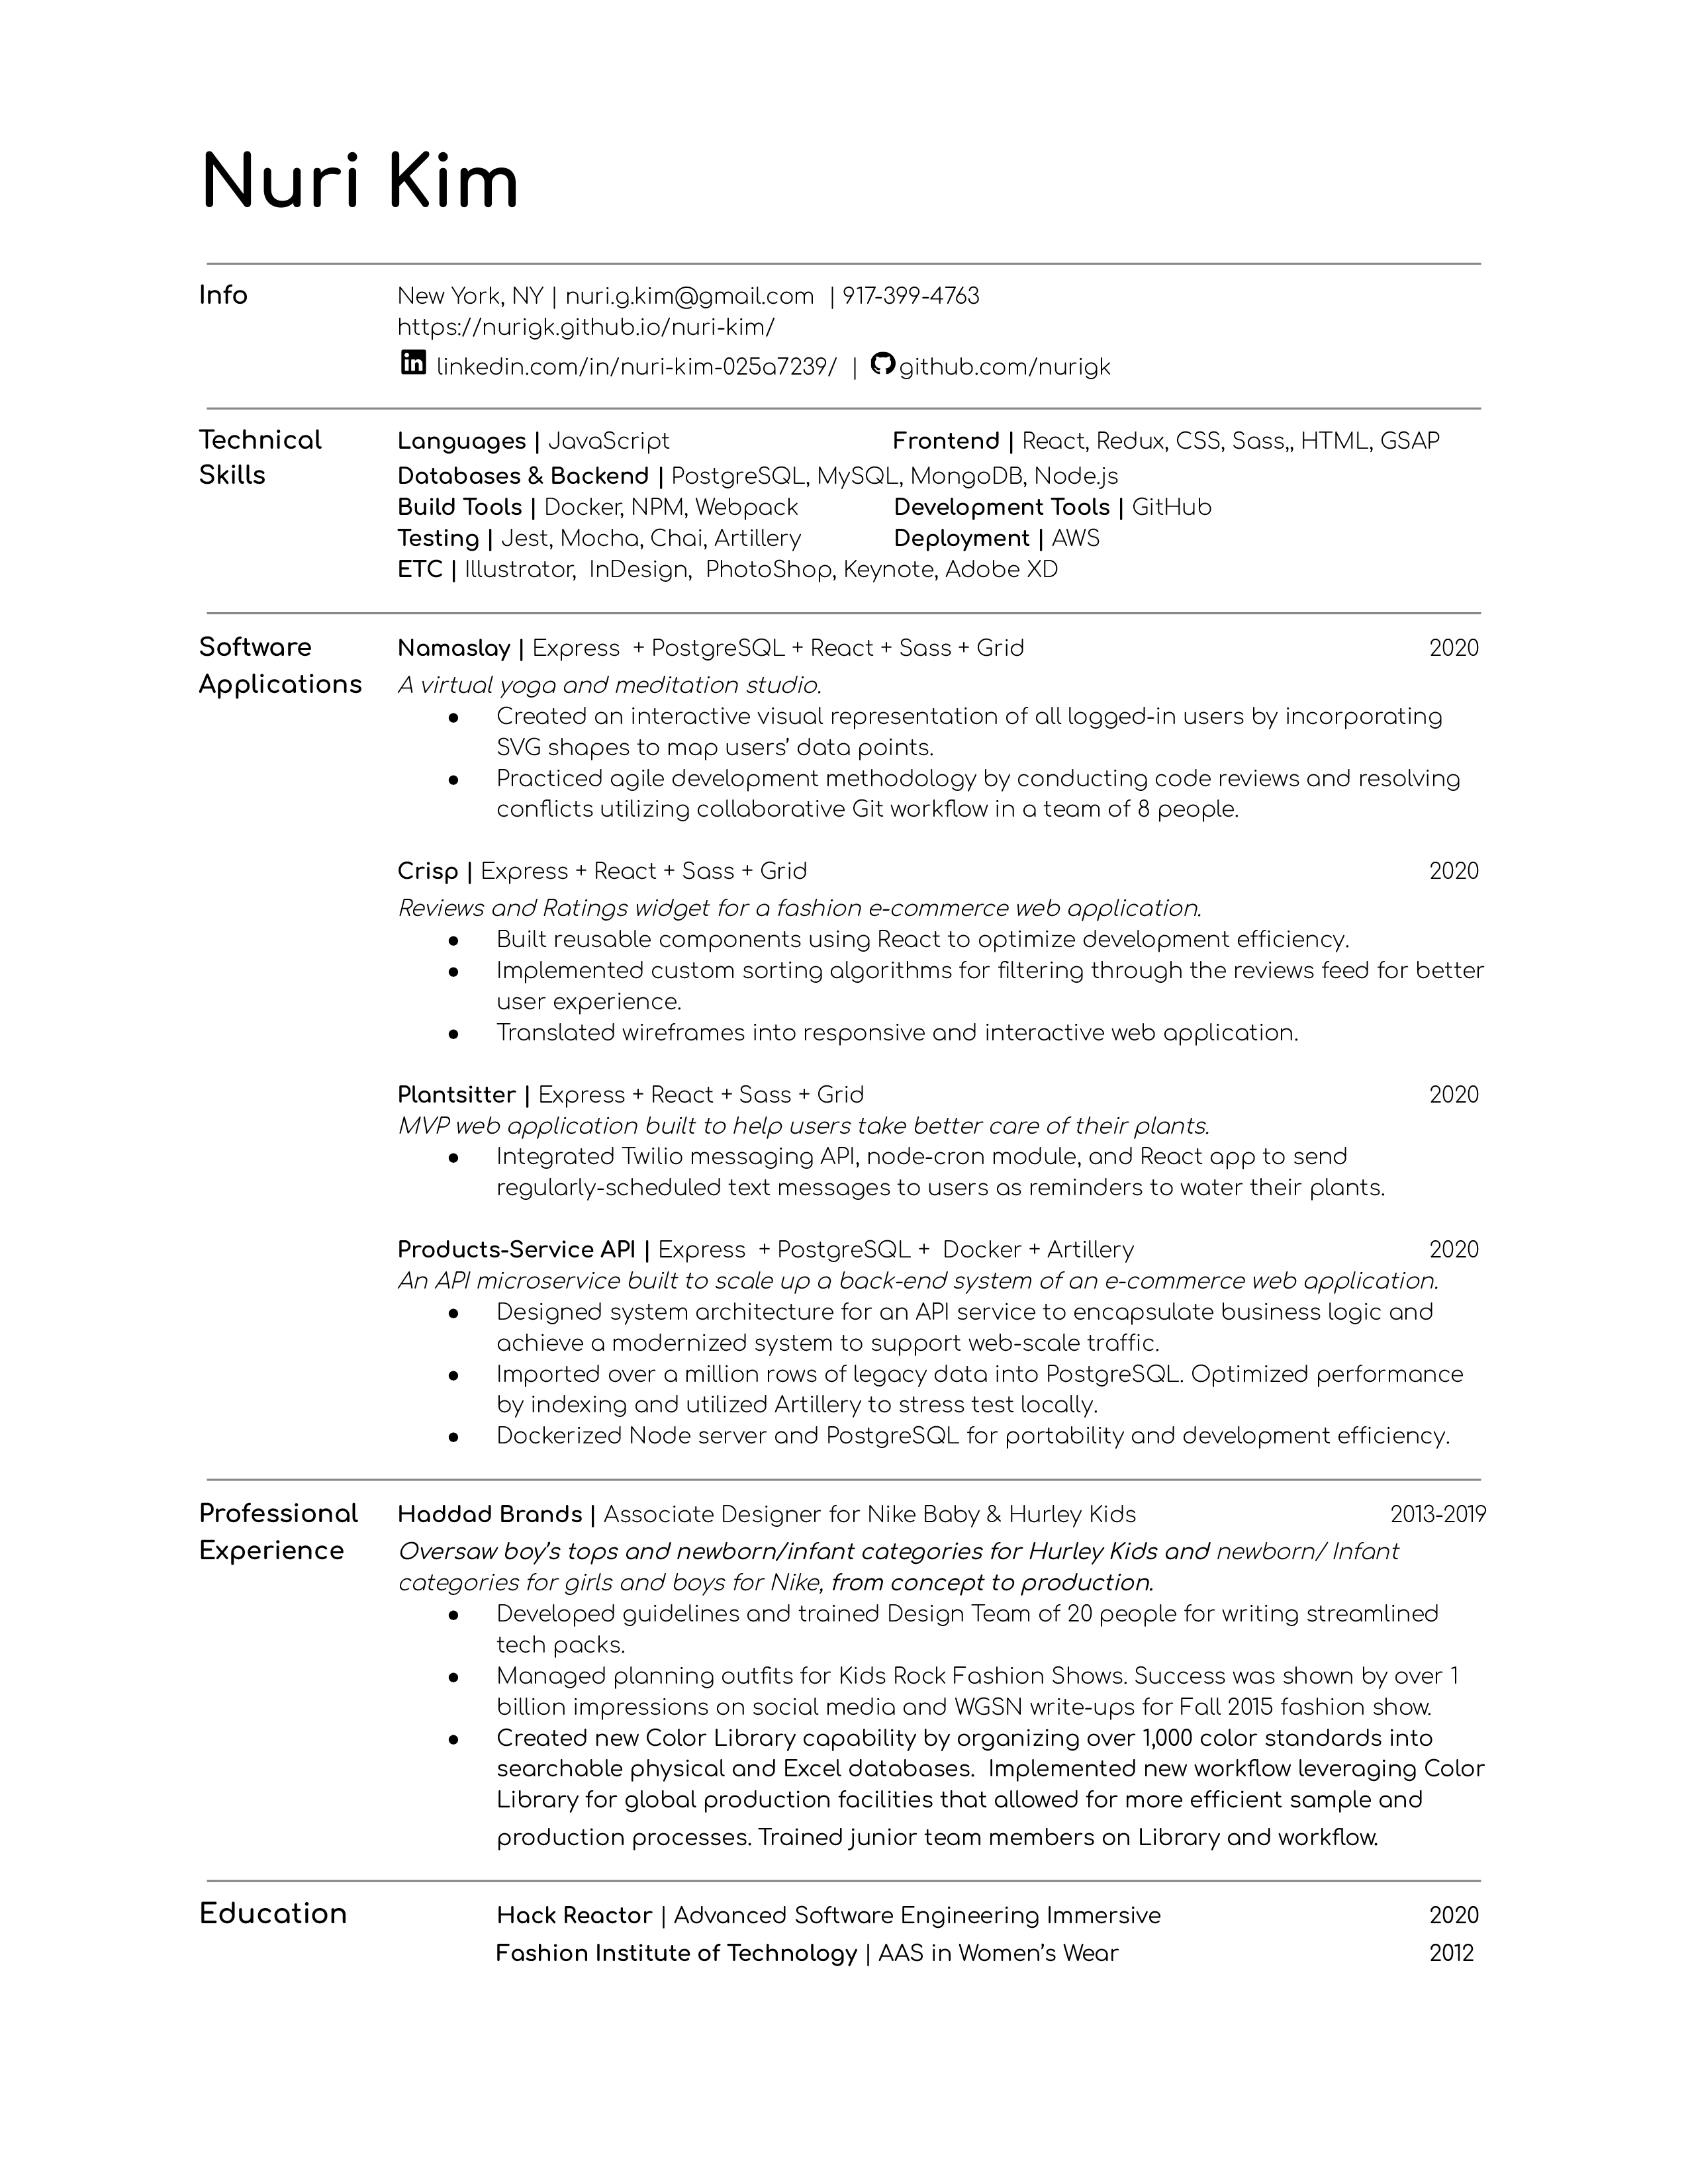 Nuri Kim
Info
New York, NY | nuri.g.kim@gmail.com | 917-399-4763
https://nurigk.github.io/nuri-kim/
linkedin.com/in/nuri-kim-025a7239/ | github.com/nurigk
Technical
Skills
Languages | JavaScript Frontend | React, Redux, CSS, Sass,, HTML, GSAP
Databases & Backend | PostgreSQL, MySQL, MongoDB, Node.js
Build Tools | Docker, NPM, Webpack Development Tools | GitHub
Testing | Jest, Mocha, Chai, Artillery Deployment | AWS
ETC | Illustrator, InDesign, PhotoShop, Keynote, Adobe XD
Software
Applications
Namaslay | Express + PostgreSQL + React + Sass + Grid 2020
A virtual yoga and meditation studio.
● Created an interactive visual representation of all logged-in users by incorporating
SVG shapes to map users’ data points.
● Practiced agile development methodology by conducting code reviews and resolving
conflicts utilizing collaborative Git workflow in a team of 8 people.
Crisp | Express + React + Sass + Grid 2020
Reviews and Ratings widget for a fashion e-commerce web application.
● Built reusable components using React to optimize development efficiency.
● Implemented custom sorting algorithms for filtering through the reviews feed for better
user experience.
● Translated wireframes into responsive and interactive web application.
Plantsitter | Express + React + Sass + Grid 2020
MVP web application built to help users take better care of their plants.
● Integrated Twilio messaging API, node-cron module, and React app to send
regularly-scheduled text messages to users as reminders to water their plants.
Products-Service API | Express + PostgreSQL + Docker + Artillery 2020
An API microservice built to scale up a back-end system of an e-commerce web application.
● Designed system architecture for an API service to encapsulate business logic and
achieve a modernized system to support web-scale traffic.
● Imported over a million rows of legacy data into PostgreSQL. Optimized performance
by indexing and utilized Artillery to stress test locally.
● Dockerized Node server and PostgreSQL for portability and development efficiency.
Professional
Experience
Haddad Brands | Associate Designer for Nike Baby & Hurley Kids 2013-2019
Oversaw boy’s tops and newborn/infant categories for Hurley Kids and newborn/ Infant
categories for girls and boys for Nike, from concept to production.
● Developed guidelines and trained Design Team of 20 people for writing streamlined
tech packs.
● Managed planning outfits for Kids Rock Fashion Shows. Success was shown by over 1
billion impressions on social media and WGSN write-ups for Fall 2015 fashion show.
● Created new Color Library capability by organizing over 1,000 color standards into
searchable physical and Excel databases. Implemented new workflow leveraging Color
Library for global production facilities that allowed for more efficient sample and
production processes. Trained junior team members on Library and workflow.
Education
Hack Reactor | Advanced Software Engineering Immersive 2020
Fashion Institute of Technology | AAS in Women’s Wear 2012